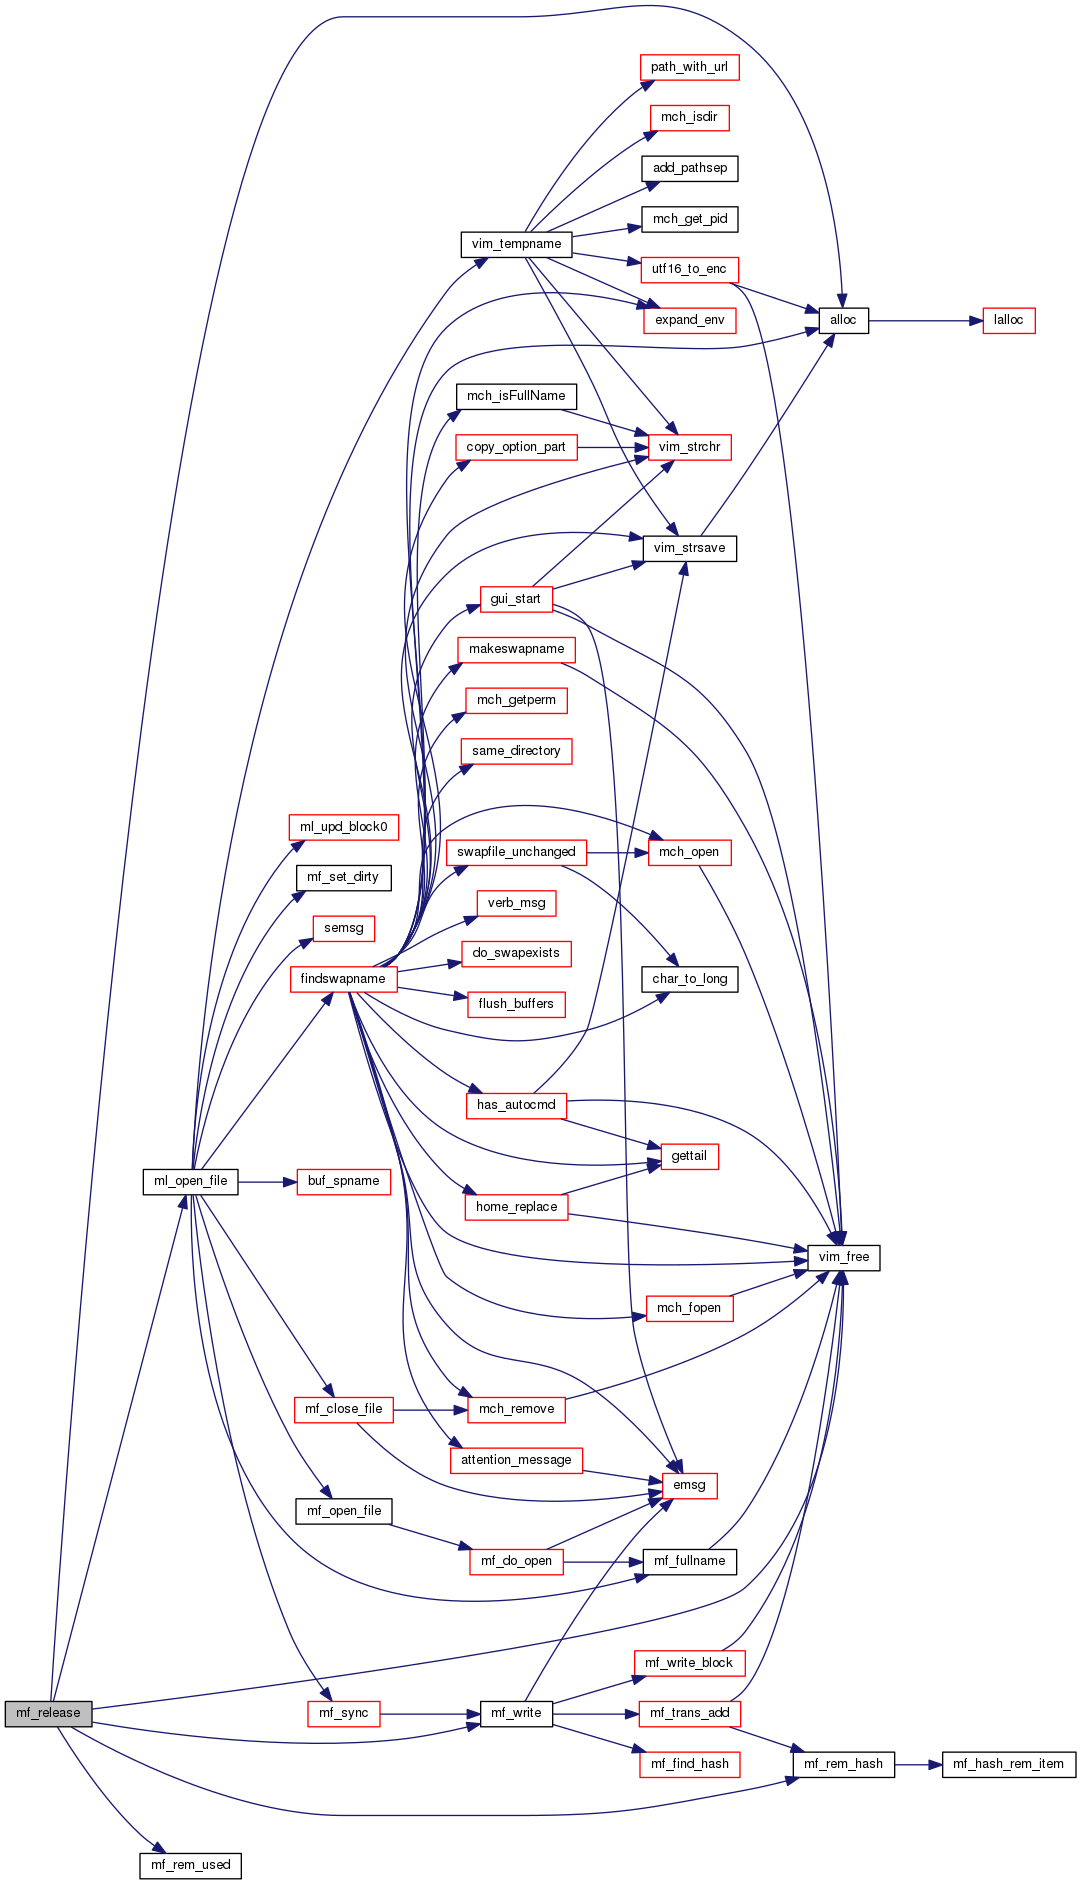 path_with_url
mch_isdir
add_pathsep
mch_get_pid
vim_tempname
utf16_to_enc
expand_env
alloc
lalloc
mch_isFullName
copy_option_part
vim_strchr
vim_strsave
gui_start
makeswapname
mch_getperm
same_directory
ml_upd_block0
swapfile_unchanged
mch_open
mf_set_dirty
verb_msg
semsg
do_swapexists
findswapname
char_to_long
flush_buffers
has_autocmd
gettail
ml_open_file
buf_spname
home_replace
vim_free
mch_fopen
mf_close_file
mch_remove
attention_message
emsg
mf_open_file
mf_do_open
mf_fullname
mf_write_block
mf_release
mf_sync
mf_write
mf_trans_add
mf_find_hash
mf_rem_hash
mf_hash_rem_item
mf_rem_used